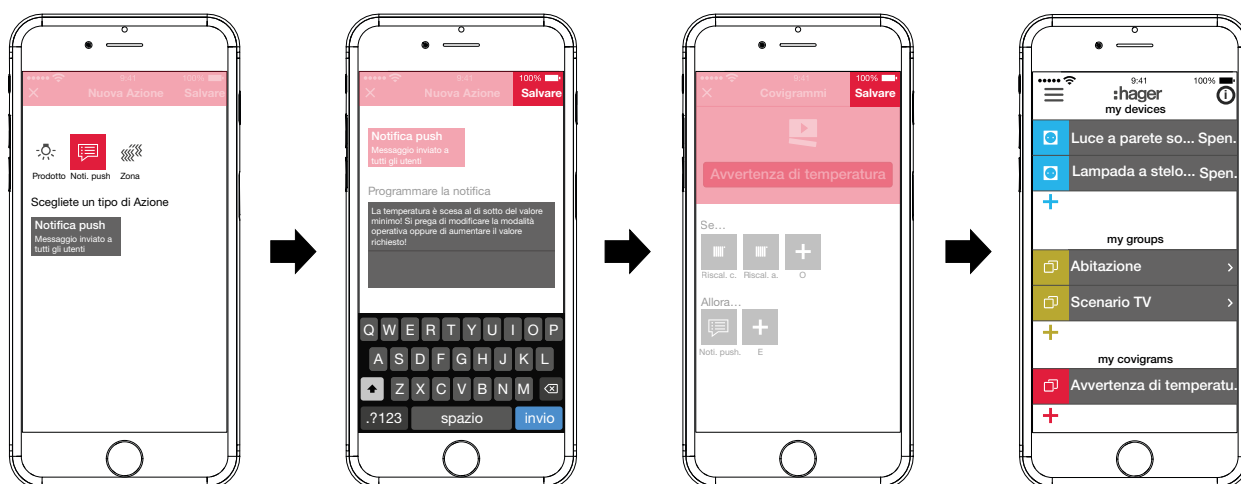 9:41 100%
× Nuova Azione Salvare
Prodotto Noti. push Zona
Scegliete un tipo di Azione
Notifica push
Messaggio inviato a
tutti gli utenti
9:41 100%
× Nuova Azione Salvare
Notifica push
Messaggio inviato a
tutti gli utenti
Programmare la notifica
La temperatura è scesa al di sotto del valore
minimo! Si prega di modificare la modalità
operativa oppure di aumentare il valore
richiesto!
Q W E R T Y U I O P
A S D F G H J K L
Z X C V B N M
.?123 spazio invio
9:41 100%
× Covigrammi Salvare
Avvertenza di temperatura
Se...
Riscal. c. Riscal. a. O
Allora...
Noti. push. E
9:41 100%
:hager
my devices
Luce a parete so... Spen.
Lampada a stelo... Spen.
+
my groups
Abitazione >
Scenario TV >
+
my covigrams
Avvertenza di temperatu.
+